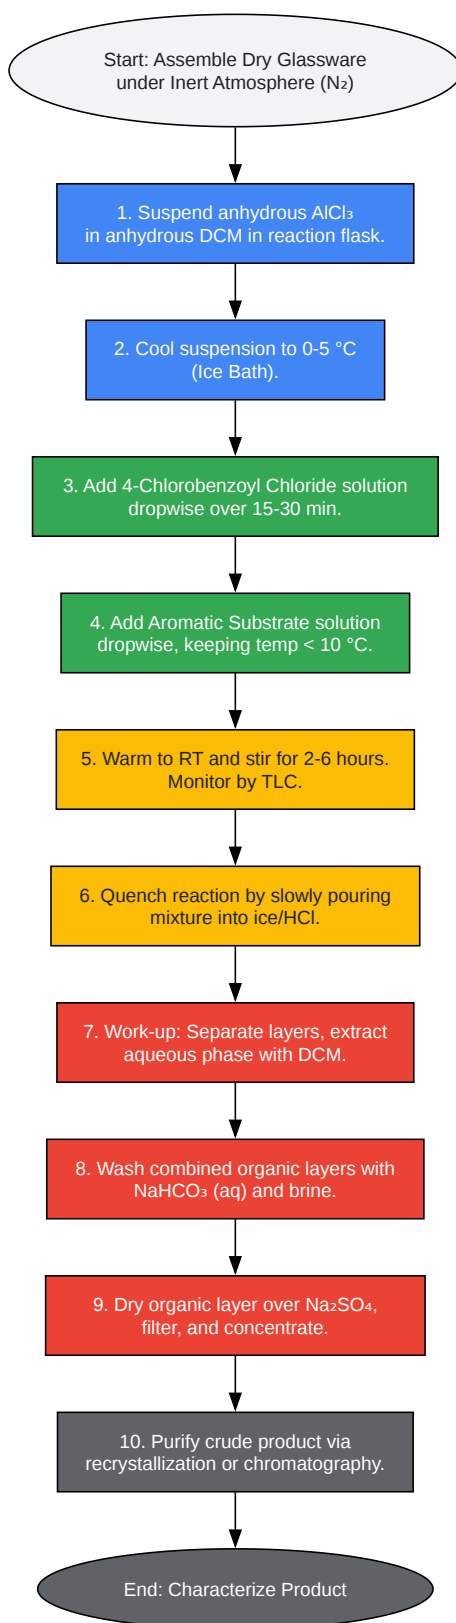 Start: Assemble Dry Glassware
under Inert Atmosphere (N₂)
1. Suspend anhydrous AlCl₃
in anhydrous DCM in reaction flask.
2. Cool suspension to 0-5 °C
(Ice Bath).
3. Add 4-Chlorobenzoyl Chloride solution
dropwise over 15-30 min.
4. Add Aromatic Substrate solution
dropwise, keeping temp < 10 °C.
5. Warm to RT and stir for 2-6 hours.
Monitor by TLC.
6. Quench reaction by slowly pouring
mixture into ice/HCl.
7. Work-up: Separate layers, extract
aqueous phase with DCM.
8. Wash combined organic layers with
NaHCO₃ (aq) and brine.
9. Dry organic layer over Na₂SO₄,
filter, and concentrate.
10. Purify crude product via
recrystallization or chromatography.
End: Characterize Product